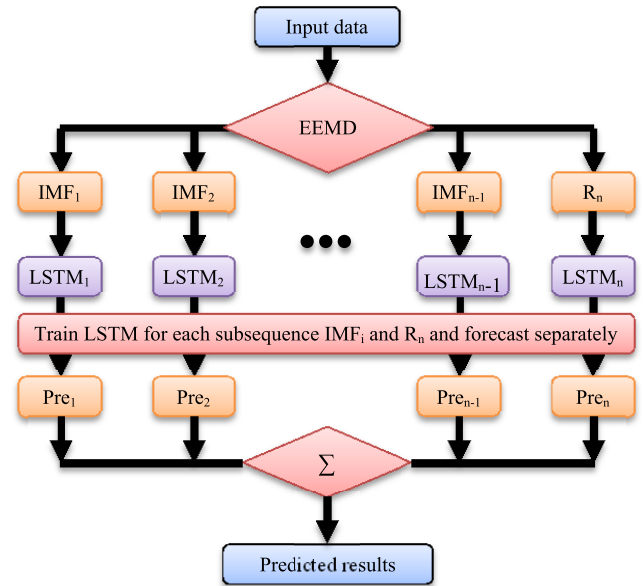 Input data
EEMD
IMF₁ IMF₂ IMFₙ₋₁ Rₙ
•••
LSTM₁ LSTM₂ LSTMₙ₋₁ LSTMₙ
Train LSTM for each subsequence IMFᵢ and Rₙ and forecast separately
Pre₁ Pre₂ Preₙ₋₁ Preₙ
∑
Predicted results